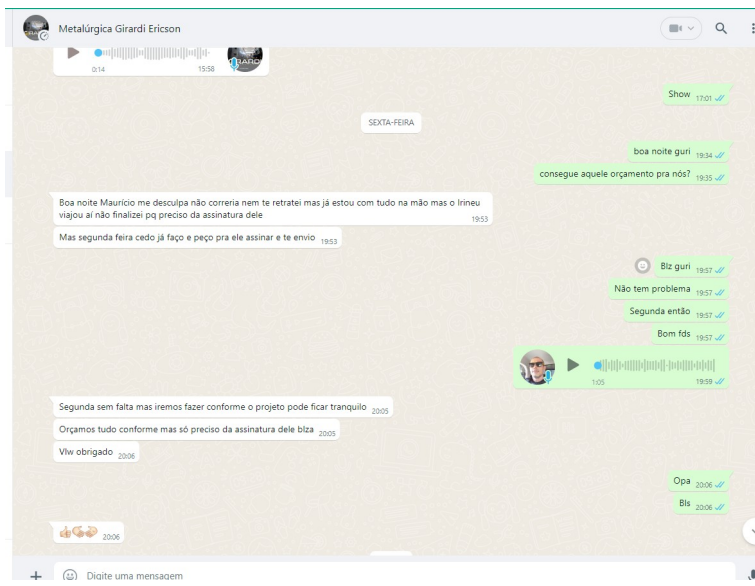 Metalúrgica Girardi Ericson
0:14
15:58
Show 17:01
SEXTA-FEIRA
boa noite guri 19:34
consegue aquele orçamento pra nós? 19:35
Boa noite Maurício me desculpa não correria nem te retratei mas já estou com tudo na mão mas o Irineu
viajou aí não finalizei pq preciso da assinatura dele
19:53
Mas segunda feira cedo já faço e peço pra ele assinar e te envio 19:53
Blz guri 19:57
Não tem problema 19:57
Segunda então 19:57
Bom fds 19:57
1:05
19:59
Segunda sem falta mas iremos fazer conforme o projeto pode ficar tranquilo 20:05
Orçamos tudo conforme mas só preciso da assinatura dele blza 20:05
Vlw obrigado 20:06
Opa 20:06
Bls 20:06
20:06
Digite uma mensagem